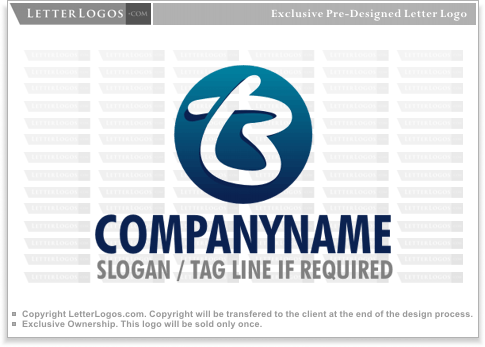 LETTERLOGOS.COM
Exclusive Pre-Designed Letter Logo
B
COMPANYNAME
SLOGAN / TAG LINE IF REQUIRED
Copyright LetterLogos.com. Copyright will be transfered to the client at the end of the design process.
Exclusive Ownership. This logo will be sold only once.